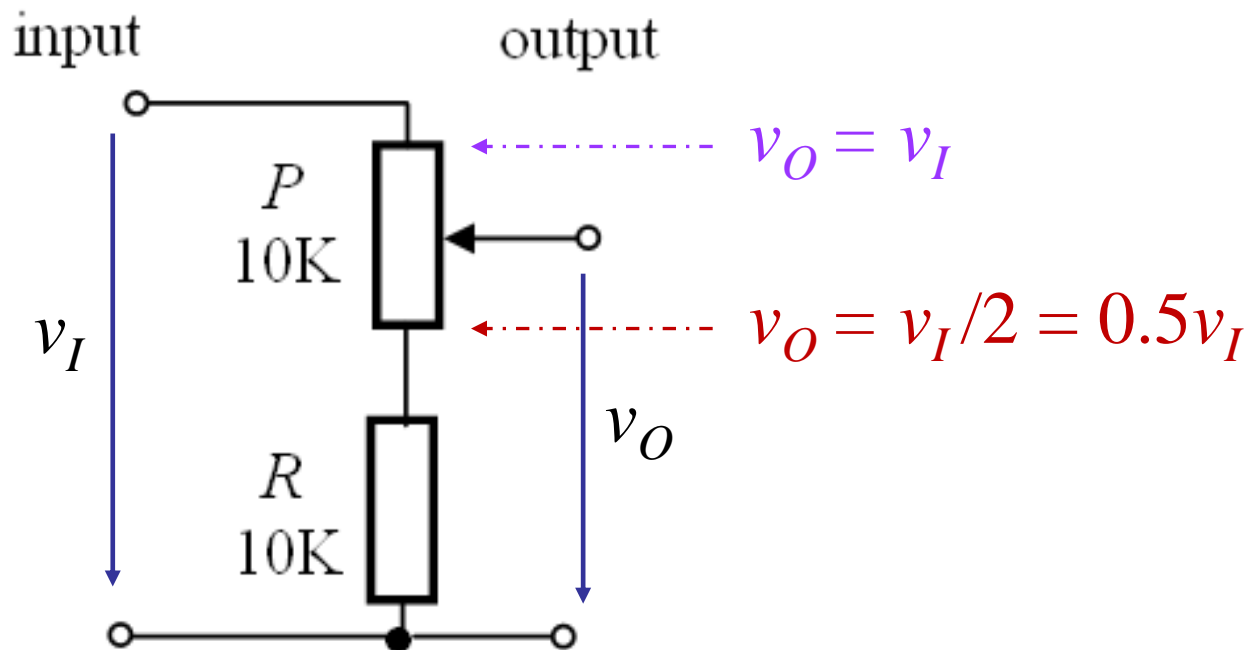 input
output
v_O = v_I
P
10K
v_I
v_O = v_I/2 = 0.5v_I
v_O
R
10K